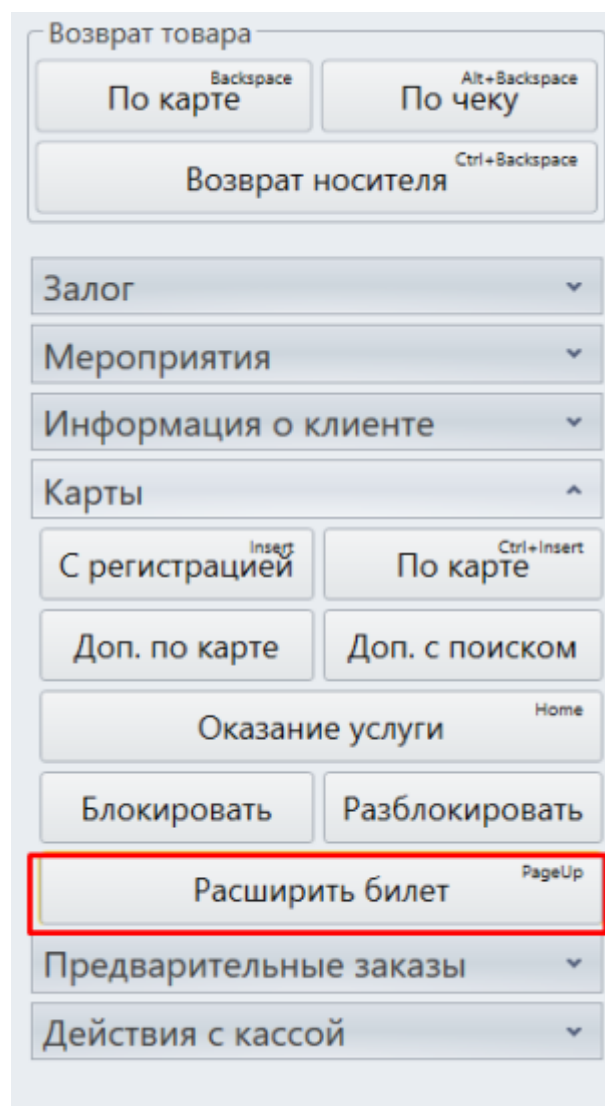 Возврат товара
Backspace Alt+Backspace
По карте По чеку
Ctrl+Backspace
Возврат носителя
Залог
Мероприятия
Информация о клиенте
Карты
Insert Ctrl+Insert
С регистрацией По карте
Доп. по карте Доп. с поиском
Home
Оказание услуги
Блокировать Разблокировать
PageUp
Расширить билет
Предварительные заказы
Действия с кассой